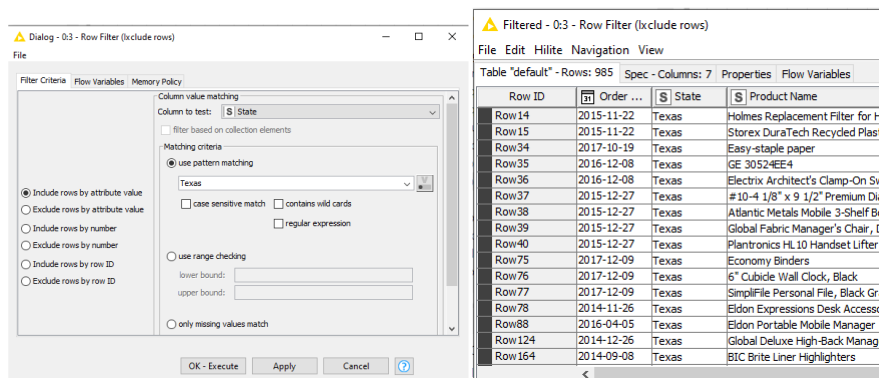 Dialog - 0:3 - Row Filter (Ixclude rows)
File
Filter Criteria Flow Variables Memory Policy
Column value matching
Column to test: S State
filter based on collection elements
Matching criteria
use pattern matching
Texas
case sensitive match contains wild cards
regular expression
Include rows by attribute value
Exclude rows by attribute value
Include rows by number
Exclude rows by number
Include rows by row ID
Exclude rows by row ID
use range checking
lower bound:
upper bound:
only missing values match
OK - Execute Apply Cancel ?
Filtered - 0:3 - Row Filter (Ixclude rows)
File Edit Hilite Navigation View
Table "default" - Rows: 985 Spec - Columns: 7 Properties Flow Variables
Row ID 31 Order ... S State S Product Name
Row14 2015-11-22 Texas Holmes Replacement Filter for H
Row15 2015-11-22 Texas Storex DuraTech Recycled Plas
Row34 2017-10-19 Texas Easy-staple paper
Row35 2016-12-08 Texas GE 30524EE4
Row36 2016-12-08 Texas Electrix Architect's Clamp-On Sw
Row37 2015-12-27 Texas #10-4 1/8" x 9 1/2" Premium Dia
Row38 2015-12-27 Texas Atlantic Metals Mobile 3-Shelf Bo
Row39 2015-12-27 Texas Global Fabric Manager's Chair, D
Row40 2015-12-27 Texas Plantronics HL10 Handset Lifter
Row75 2017-12-09 Texas Economy Binders
Row76 2017-12-09 Texas 6" Cubicle Wall Clock, Black
Row77 2017-12-09 Texas SimpliFile Personal File, Black Gr
Row78 2014-11-26 Texas Eldon Expressions Desk Accesso
Row88 2016-04-05 Texas Eldon Portable Mobile Manager
Row124 2014-12-26 Texas Global Deluxe High-Back Manag
Row164 2014-09-08 Texas BIC Brite Liner Highlighters